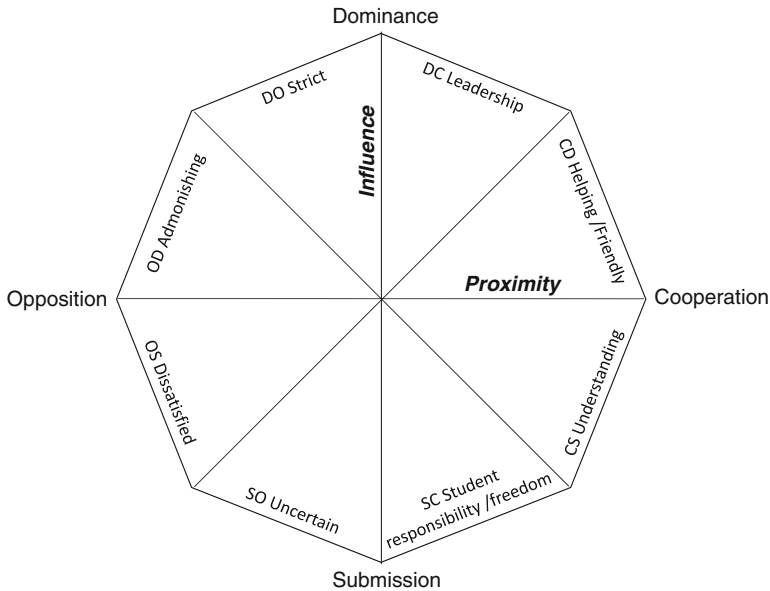 Dominance
DO Strict
DC Leadership
Influence
OD Admonishing
CD Helping /Friendly
Proximity
Opposition
Cooperation
OS Dissatisfied
CS Understanding
SO Uncertain
SC Student
responsibility /freedom
Submission